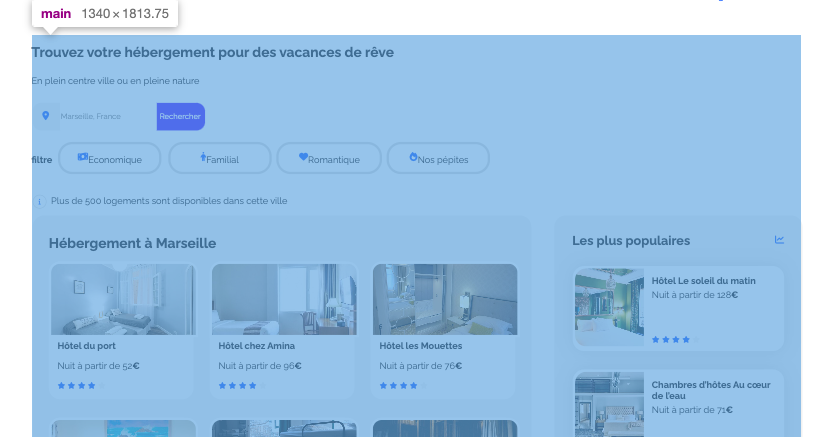 main 1340 × 1813.75
Trouvez votre hébergement pour des vacances de rêve
En plein centre ville ou en pleine nature
Marseille, France
Rechercher
filtre
Economique
Familial
Romantique
Nos pépites
i Plus de 500 logements sont disponibles dans cette ville
Hébergement à Marseille
Hôtel du port
Nuit à partir de 52€
Hôtel chez Amina
Nuit à partir de 96€
Hôtel les Mouettes
Nuit à partir de 76€
Les plus populaires
Hôtel Le soleil du matin
Nuit à partir de 128€
Chambres d'hôtes Au cœur
de l'eau
Nuit à partir de 71€